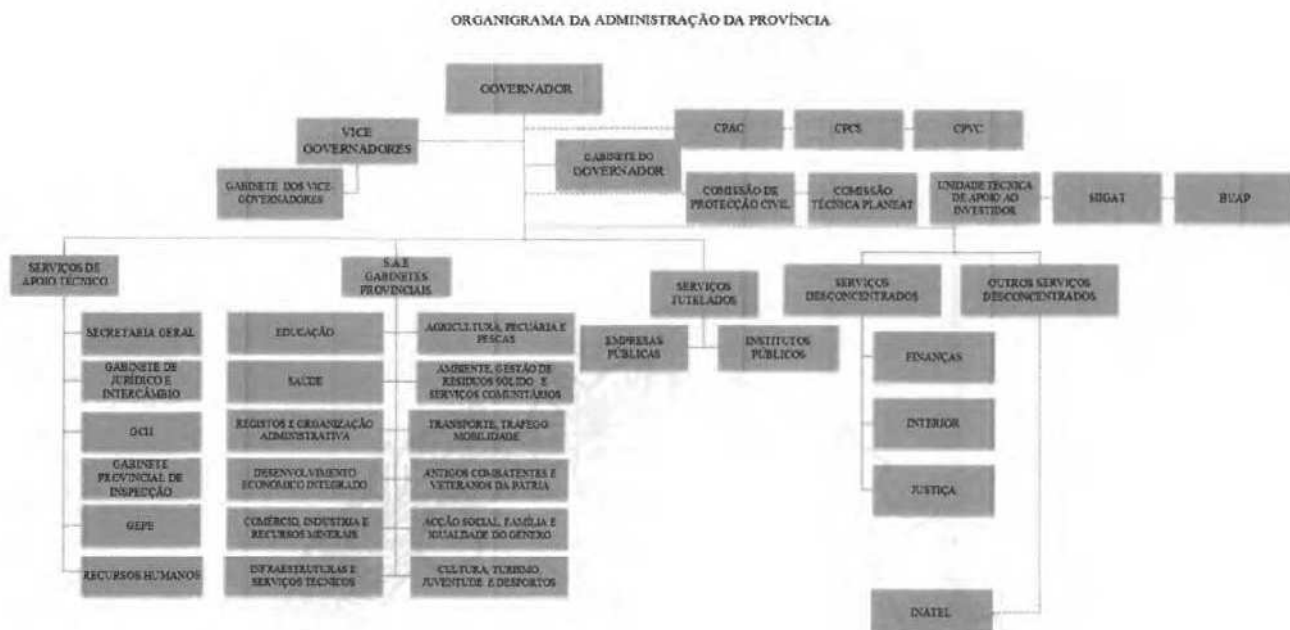 ORGANIGRAMA DA ADMINISTRAÇÃO DA PROVÍNCIA
GOVERNADOR
VICE
GOVERNADORES
CPAC
CPCS
CPVC
GABINETE DO
GOVERNADOR
GABINETE DOS VICE-
GOVERNADORES
COMISSÃO DE
PROTECÇÃO CIVIL
COMISSÃO
TÉCNICA PLANEAT
UNIDADE TÉCNICA
DE APOIO AO
INVESTIDOR
BUAP
SERVIÇOS DE
APOIO TÉCNICO
S.A.E
GABINETES
PROVINCIAIS
SERVIÇOS
TUTELADOS
SERVIÇOS
DESCONCENTRADOS
OUTROS SERVIÇOS
DESCONCENTRADOS
SECRETARIA GERAL
GABINETE DE
JURÍDICO E
INTERCÂMBIO
GABINETE
PROVINCIAL DE
INSPECÇÃO
GEPE
RECURSOS HUMANOS
EDUCAÇÃO
SAÚDE
REGISTOS E ORGANIZAÇÃO
ADMINISTRATIVA
DESENVOLVIMENTO
ECONÓMICO INTEGRADO
COMÉRCIO, INDUSTRIA E
RECURSOS MINERAIS
INFRAESTRUTURAS E
SERVIÇOS TÉCNICOS
AGRICULTURA, PECUÁRIA E
PESCAS
AMBIENTE, GESTÃO DE
RESÍDUOS SÓLIDO E
SERVIÇOS COMUNITÁRIOS
TRANSPORTE, TRÁFEGO
MOBILIDADE
ANTIGOS COMBATENTES E
VETERANOS DA PÁTRIA
ACÇÃO SOCIAL, FAMÍLIA E
IGUALDADE DO GÉNERO
CULTURA, TURISMO,
JUVENTUDE E DESPORTOS
EMPRESAS
PÚBLICAS
INSTITUTOS
PÚBLICOS
FINANÇAS
INTERIOR
JUSTIÇA
INATEL